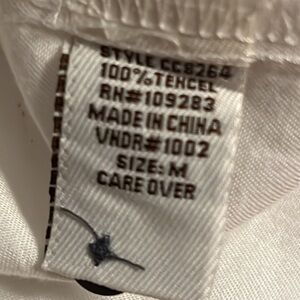 STYLE CC8264
100% TENCEL
RN#109283
MADE IN CHINA
VNDR#1002
SIZE: M
CARE OVER